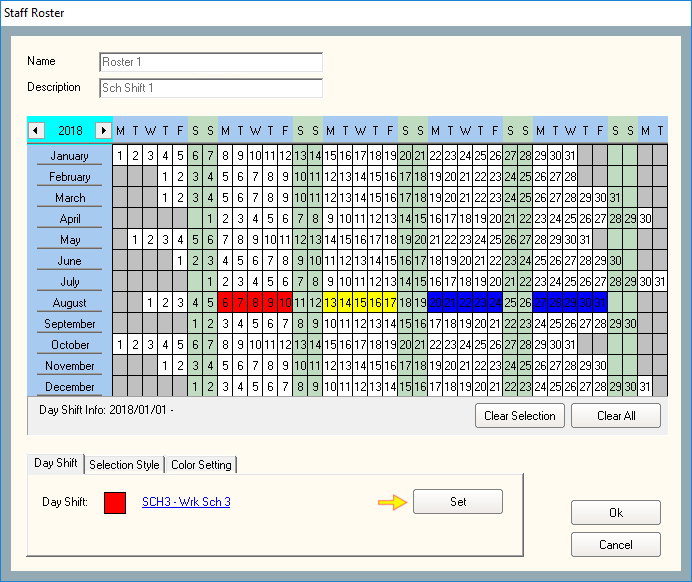 Staff Roster
Name Roster 1
Description Sch Shift 1
2018 M T W T F S S M T W T F S S M T W T F S S M T W T F S S M T W T F S S M T
January 1 2 3 4 5 6 7 8 9 10 11 12 13 14 15 16 17 18 19 20 21 22 23 24 25 26 27 28 29 30 31
February 1 2 3 4 5 6 7 8 9 10 11 12 13 14 15 16 17 18 19 20 21 22 23 24 25 26 27 28
March 1 2 3 4 5 6 7 8 9 10 11 12 13 14 15 16 17 18 19 20 21 22 23 24 25 26 27 28 29 30 31
April 1 2 3 4 5 6 7 8 9 10 11 12 13 14 15 16 17 18 19 20 21 22 23 24 25 26 27 28 29 30
May 1 2 3 4 5 6 7 8 9 10 11 12 13 14 15 16 17 18 19 20 21 22 23 24 25 26 27 28 29 30 31
June 1 2 3 4 5 6 7 8 9 10 11 12 13 14 15 16 17 18 19 20 21 22 23 24 25 26 27 28 29 30
July 1 2 3 4 5 6 7 8 9 10 11 12 13 14 15 16 17 18 19 20 21 22 23 24 25 26 27 28 29 30 31
August 1 2 3 4 5 6 7 8 9 10 11 12 13 14 15 16 17 18 19 20 21 22 23 24 25 26 27 28 29 30 31
September 1 2 3 4 5 6 7 8 9 10 11 12 13 14 15 16 17 18 19 20 21 22 23 24 25 26 27 28 29 30
October 1 2 3 4 5 6 7 8 9 10 11 12 13 14 15 16 17 18 19 20 21 22 23 24 25 26 27 28 29 30 31
November 1 2 3 4 5 6 7 8 9 10 11 12 13 14 15 16 17 18 19 20 21 22 23 24 25 26 27 28 29 30
December 1 2 3 4 5 6 7 8 9 10 11 12 13 14 15 16 17 18 19 20 21 22 23 24 25 26 27 28 29 30 31
Day Shift Info: 2018/01/01 -
Clear Selection Clear All
Day Shift Selection Style Color Setting
Day Shift: SCH3 - Wrk Sch 3 Set
Ok
Cancel